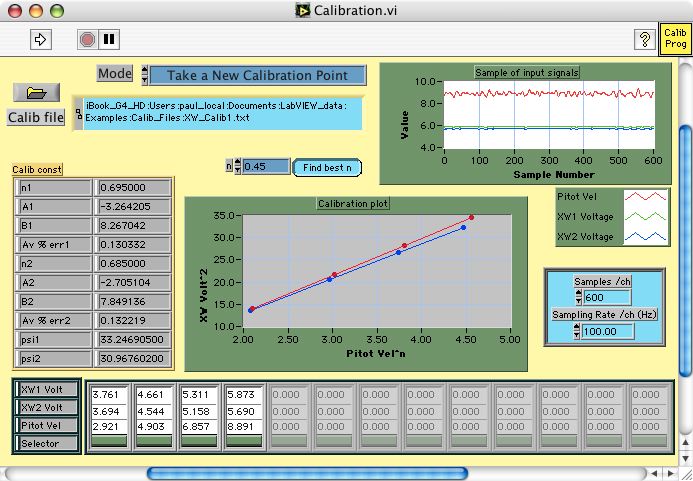 Calibration.vi
?
Calib
Prog
Mode
Take a New Calibration Point
Calib file
iBook_G4_HD:Users:paul_local:Documents:LabVIEW_data:
Examples:Calib_Files:XW_Calib1.txt
n
0.45
Find best n
Sample of input signals
Value
10.0
8.0
6.0
4.0
0
100
200
300
400
500
600
Sample Number
Pitot Vel
XW1 Voltage
XW2 Voltage
Calib const
n1
0.695000
A1
-3.264205
B1
8.267042
Av % err1
0.130332
n2
0.685000
A2
-2.705104
B2
7.849136
Av % err2
0.132219
psi1
33.24690500
psi2
30.96760200
Calibration plot
XW Volt^2
35.0
30.0
25.0
20.0
15.0
10.0
2.00
2.50
3.00
3.50
4.00
4.50
5.00
Pitot Vel^n
Samples /ch
600
Sampling Rate /ch (Hz)
100.00
XW1 Volt
3.761 4.661 5.311 5.873 0.000 0.000 0.000 0.000 0.000 0.000 0.000 0.000 0.000
XW2 Volt
3.694 4.544 5.158 5.690 0.000 0.000 0.000 0.000 0.000 0.000 0.000 0.000 0.000
Pitot Vel
2.921 4.903 6.857 8.891 0.000 0.000 0.000 0.000 0.000 0.000 0.000 0.000 0.000
Selector